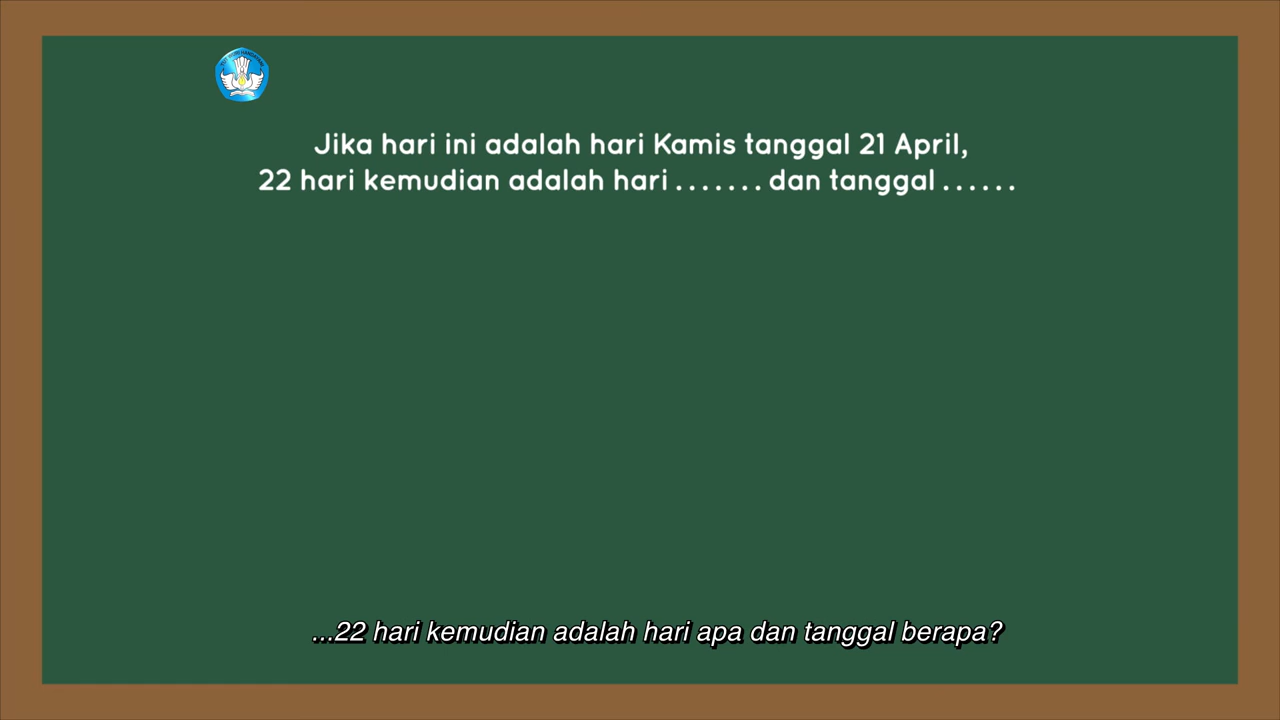 Jika hari ini adalah hari Kamis tanggal 21 April,
22 hari kemudian adalah hari ....... dan tanggal ......
...22 hari kemudian adalah hari apa dan tanggal berapa?